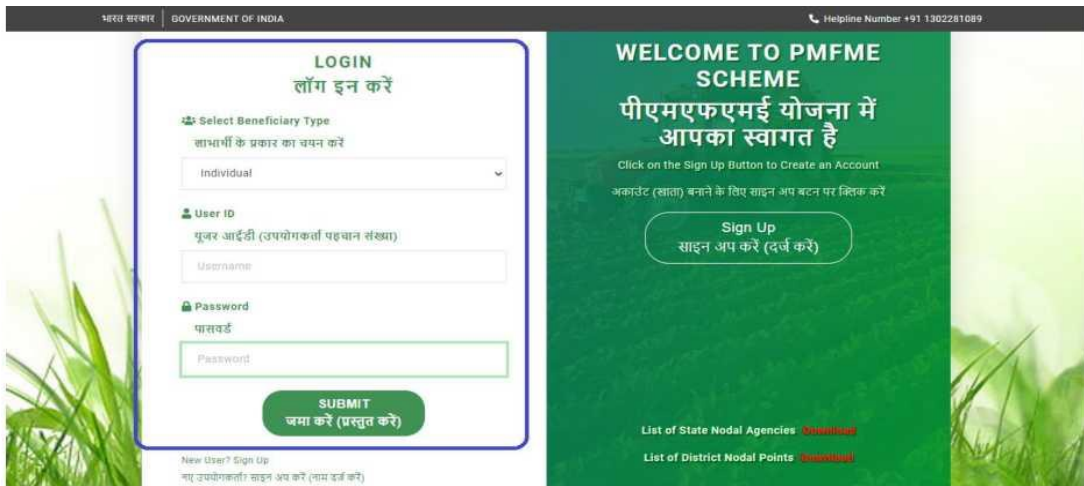 भारत सरकार GOVERNMENT OF INDIA
Helpline Number +91 1302281089
LOGIN
लॉग इन करें
Select Beneficiary Type
लाभार्थी के प्रकार का चयन करें
Individual
User ID
यूजर आईडी (उपयोगकर्ता पहचान संख्या)
Username
Password
पासवर्ड
Password
SUBMIT
जमा करें (प्रस्तुत करें)
New User? Sign Up
नए उपयोगकर्ता? साइन अप करें (नाम दर्ज करें)
WELCOME TO PMFME
SCHEME
पीएमएफएमई योजना में
आपका स्वागत है
Click on the Sign Up Button to Create an Account
अकाउंट (खाता) बनाने के लिए साइन अप बटन पर क्लिक करें
Sign Up
साइन अप करें (दर्ज करें)
List of State Nodal Agencies Download
List of District Nodal Points Download